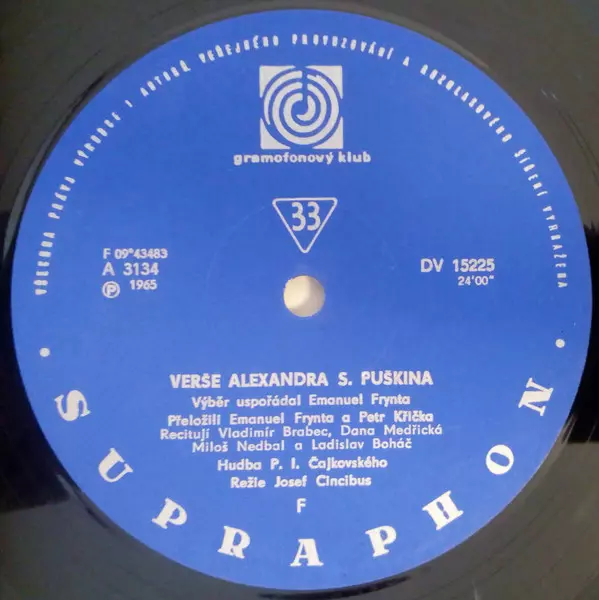 VŠECHNA PRÁVA VÝROBCE I AUTORŮ VEŘEJNÉHO PROVOZOVÁNÍ A ROZHLASOVÉHO ŠÍŘENÍ VYHRAŽENA
gramofonový klub
33
F 09*43483
A 3134
Ⓟ 1965
DV 15225
24'00"
VERŠE ALEXANDRA S. PUŠKINA
Výběr uspořádal Emanuel Frynta
Přeložili Emanuel Frynta a Petr Křička
Recitují Vladimír Brabec, Dana Medřická
Miloš Nedbal a Ladislav Boháč
Hudba P. I. Čajkovského
Režie Josef Cincibus
F
· SUPRAPHON ·